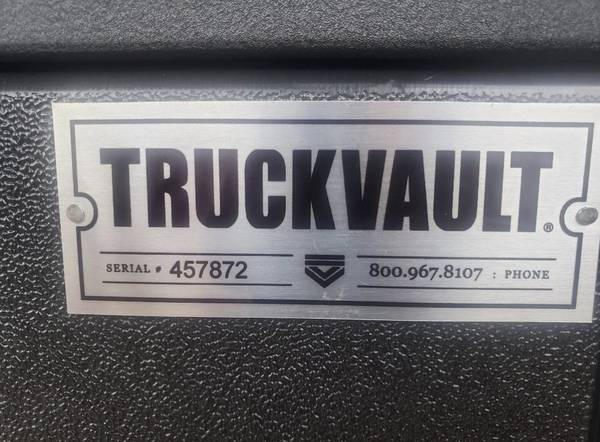 TRUCKVAULT®
SERIAL # 457872 800.967.8107 : PHONE